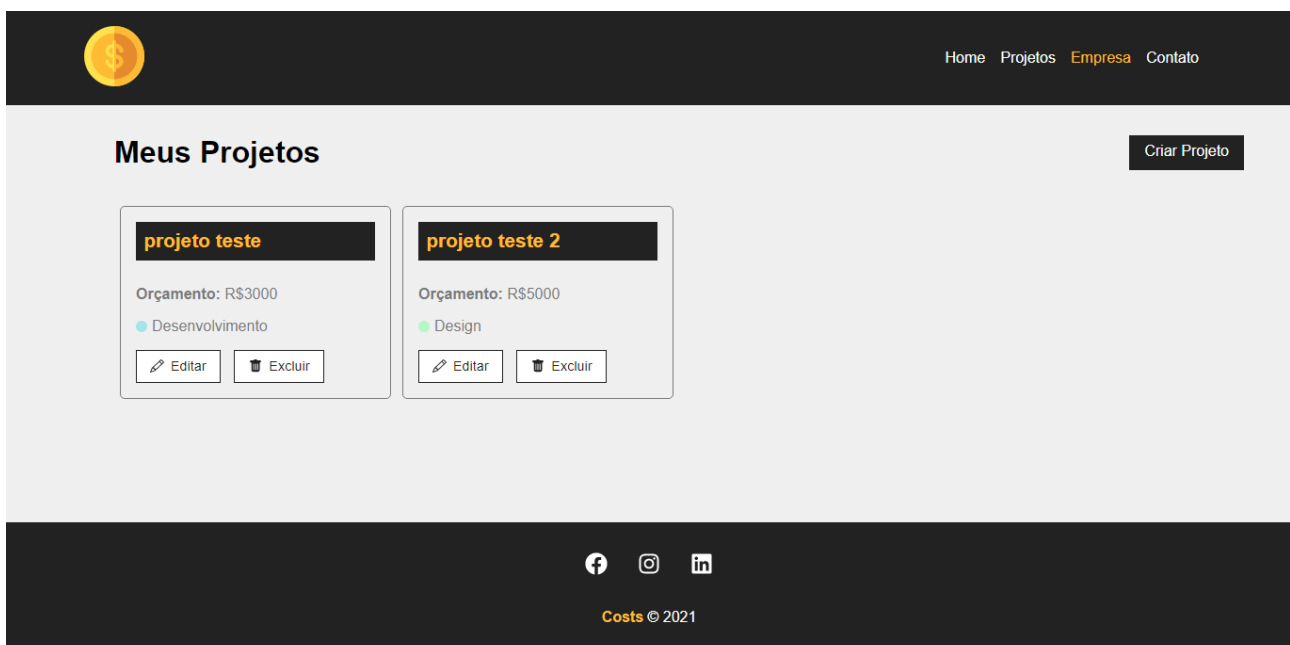 $
Home Projetos Empresa Contato
Meus Projetos
Criar Projeto
projeto teste
Orçamento: R$3000
Desenvolvimento
Editar Excluir
projeto teste 2
Orçamento: R$5000
Design
Editar Excluir
in
Costs © 2021